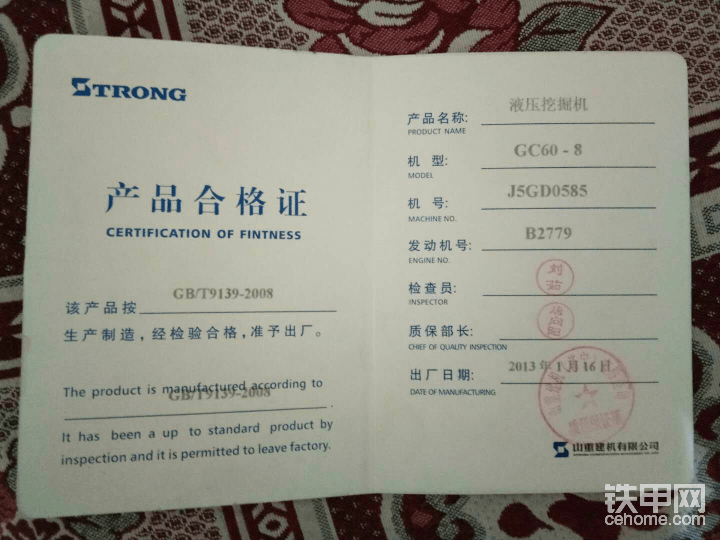 STRONG
产品合格证
CERTIFICATION OF FINTNESS
该产品按 GB/T9139-2008
生产制造，经检验合格，准予出厂。
The product is manufactured according to
GB/T9139-2008
It has been a up to standard product by
inspection and it is permitted to leave factory.
产品名称: 液压挖掘机
PRODUCT NAME
机 型: GC60-8
MODEL
机 号: J5GD0585
MACHINE NO.
发动机号: B2779
ENGINE NO.
检查员:
INSPECTOR
质保部长:
CHIEF OF QUALITY INSPECTION
出厂日期: 2013年1月16日
DATE OF MANUFACTURING
山重建机有限公司
铁甲网
cehome.com